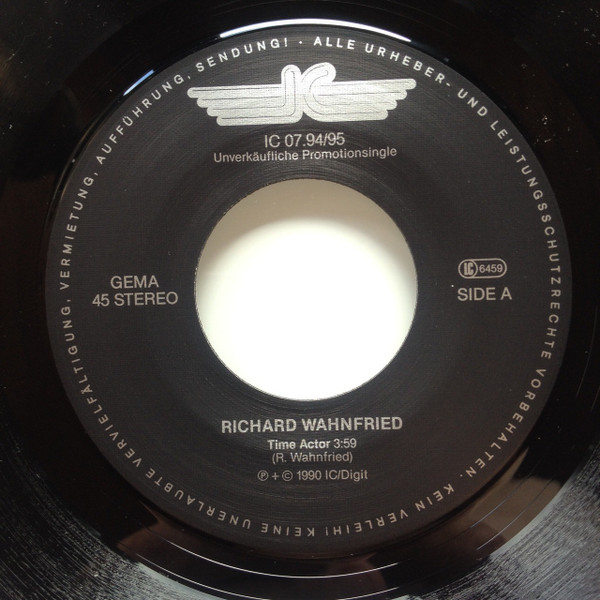 · ALLE URHEBER- UND LEISTUNGSSCHUTZRECHTE VORBEHALTEN. KEIN VERLEIH! KEINE UNERLAUBTE VERVIELFÄLTIGUNG, VERMIETUNG, AUFFÜHRUNG, SENDUNG!
IC
IC 07.94/95
Unverkäufliche Promotionsingle
GEMA
45 STEREO
LC 6459
SIDE A
RICHARD WAHNFRIED
Time Actor 3:59
(R. Wahnfried)
℗ + © 1990 IC/Digit